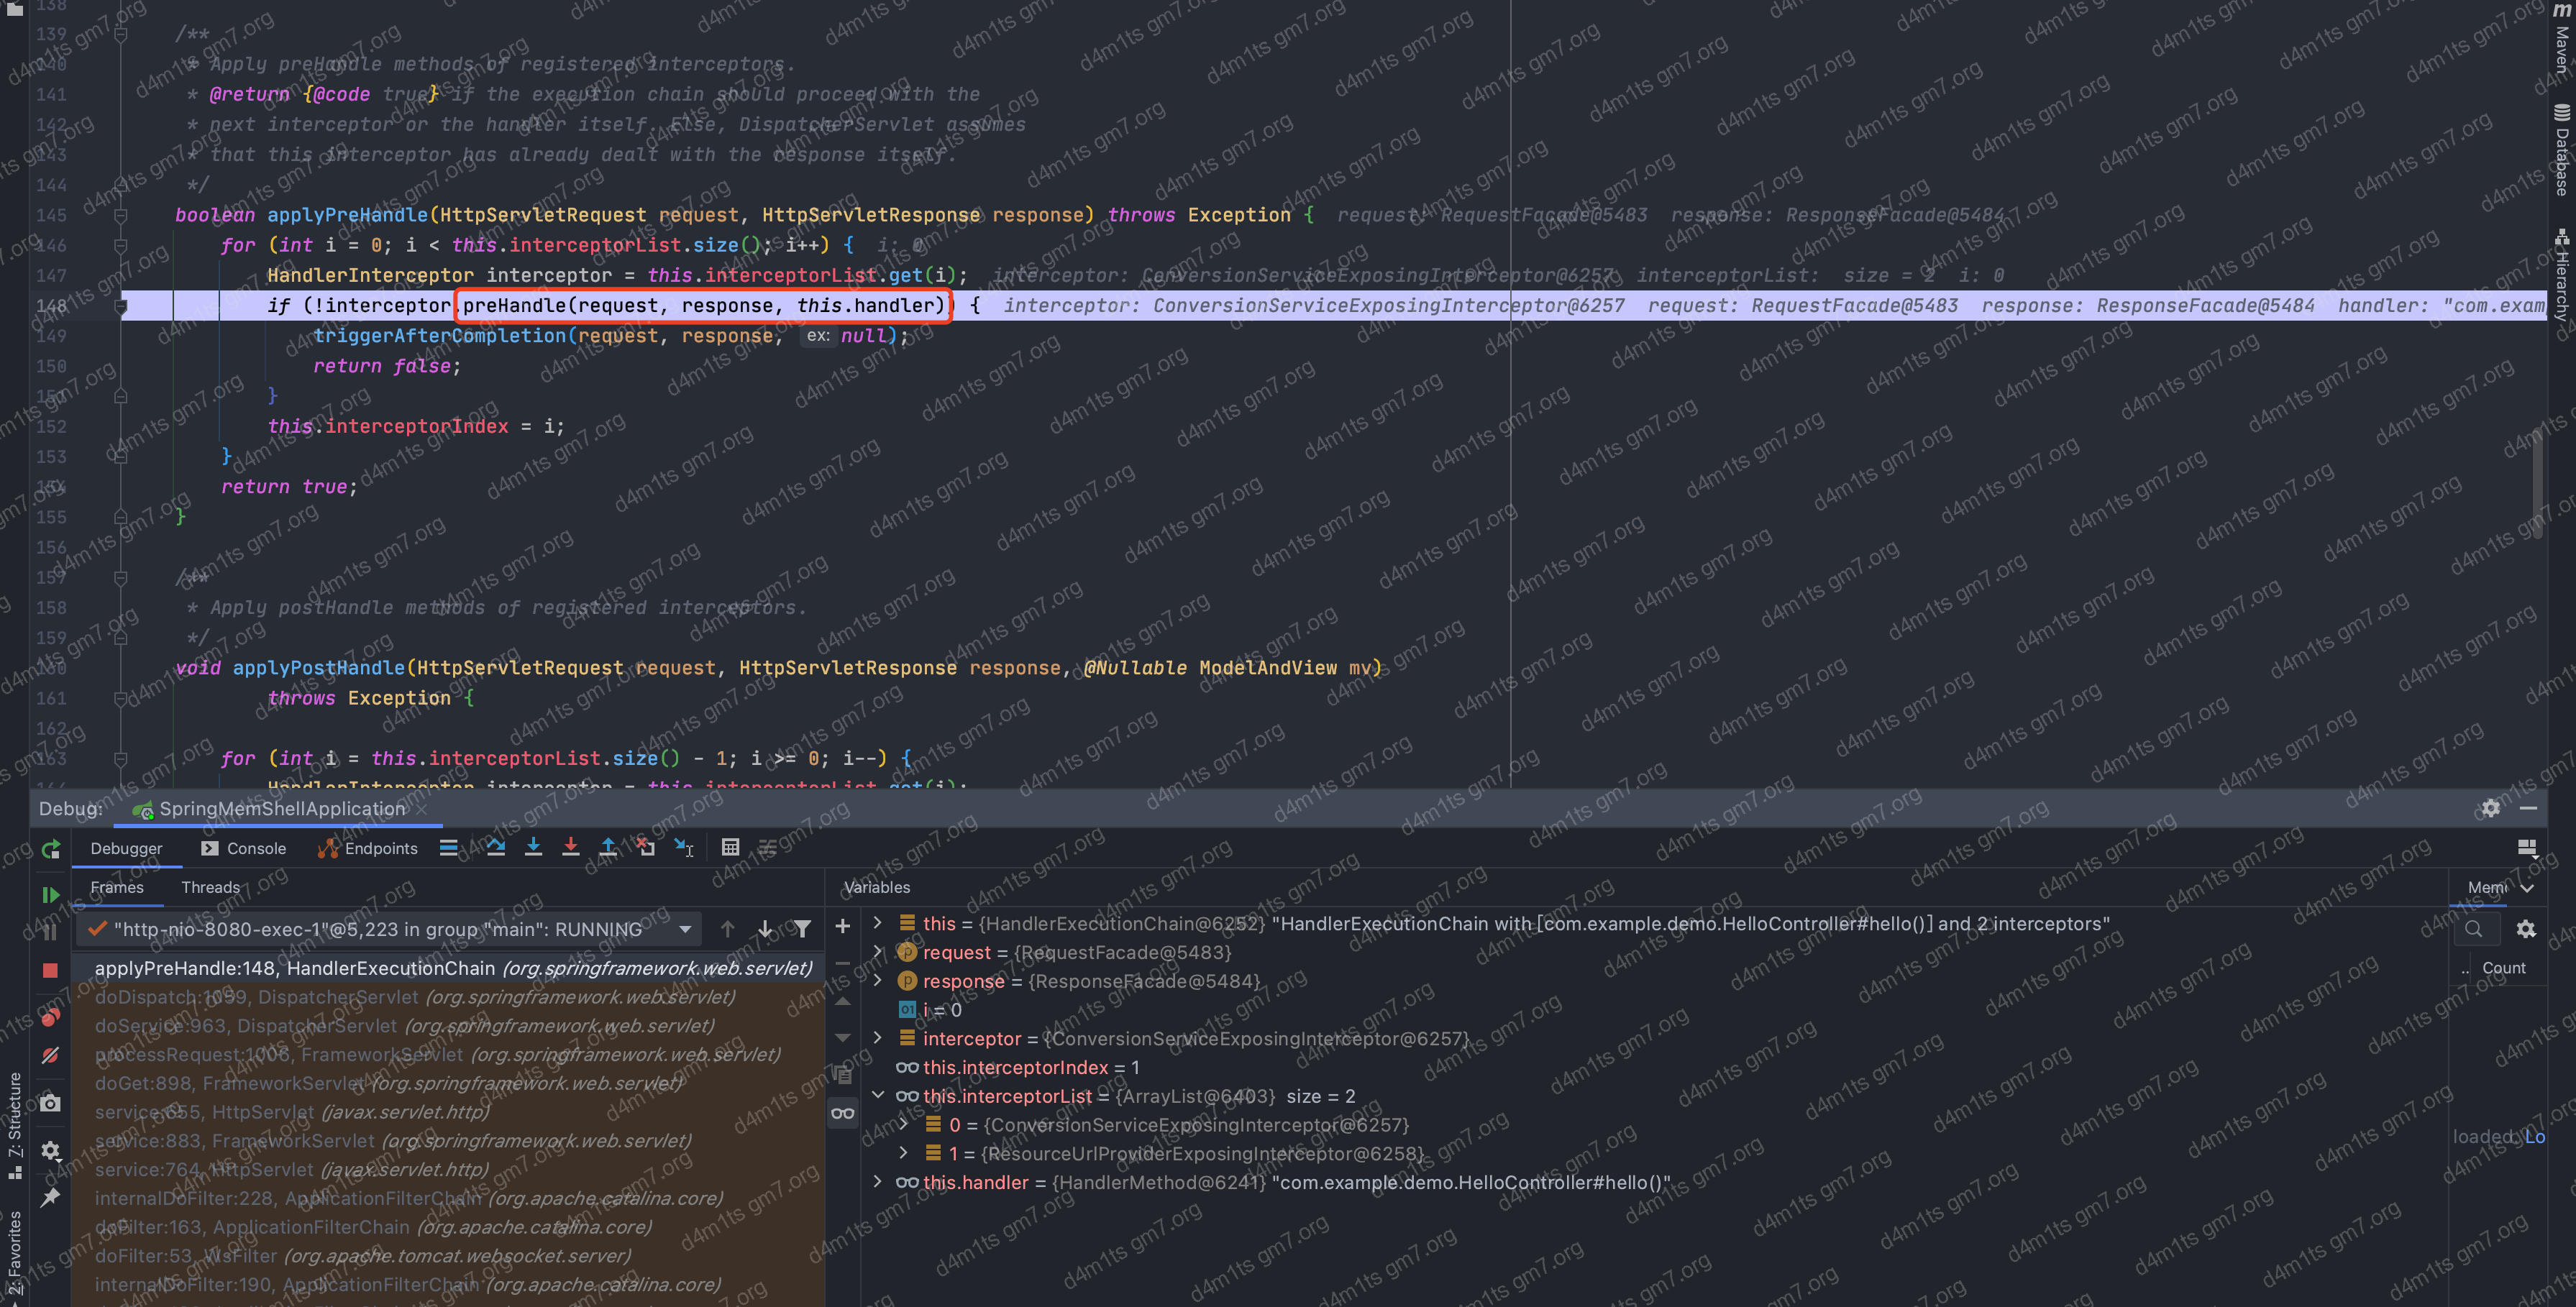 138
139 /**
140 * Apply preHandle methods of registered interceptors.
141 * @return {@code true} if the execution chain should proceed with the
142 * next interceptor or the handler itself. Else, DispatcherServlet assumes
143 * that this interceptor has already dealt with the response itself.
144 */
145 boolean applyPreHandle(HttpServletRequest request, HttpServletResponse response) throws Exception { request: RequestFacade@5483 response: ResponseFacade@5484
146 for (int i = 0; i < this.interceptorList.size(); i++) { i: 0
147 HandlerInterceptor interceptor = this.interceptorList.get(i); interceptor: ConversionServiceExposingInterceptor@6257 interceptorList: size = 2 i: 0
148 if (!interceptor.preHandle(request, response, this.handler)) { interceptor: ConversionServiceExposingInterceptor@6257 request: RequestFacade@5483 response: ResponseFacade@5484 handler: "com.exam
149 triggerAfterCompletion(request, response, ex: null);
150 return false;
151 }
152 this.interceptorIndex = i;
153 }
154 return true;
155 }
156
157 /**
158 * Apply postHandle methods of registered interceptors.
159 */
160 void applyPostHandle(HttpServletRequest request, HttpServletResponse response, @Nullable ModelAndView mv)
161 throws Exception {
162
163 for (int i = this.interceptorList.size() - 1; i >= 0; i--) {
HandlerInterceptor interceptor = this.interceptorList.get(i);
Maven
Database
Hierarchy
Debug: SpringMemShellApplication
Debugger Console Endpoints
Frames Threads
Variables
Mem
"http-nio-8080-exec-1"@5,223 in group "main": RUNNING
applyPreHandle:148, HandlerExecutionChain (org.springframework.web.servlet)
doDispatch:1059, DispatcherServlet (org.springframework.web.servlet)
doService:963, DispatcherServlet (org.springframework.web.servlet)
processRequest:1006, FrameworkServlet (org.springframework.web.servlet)
doGet:898, FrameworkServlet (org.springframework.web.servlet)
service:655, HttpServlet (javax.servlet.http)
service:883, FrameworkServlet (org.springframework.web.servlet)
service:764, HttpServlet (javax.servlet.http)
internalDoFilter:228, ApplicationFilterChain (org.apache.catalina.core)
doFilter:163, ApplicationFilterChain (org.apache.catalina.core)
doFilter:53, WsFilter (org.apache.tomcat.websocket.server)
internalDoFilter:190, ApplicationFilterChain (org.apache.catalina.core)
this = {HandlerExecutionChain@6252} "HandlerExecutionChain with [com.example.demo.HelloController#hello()] and 2 interceptors"
request = {RequestFacade@5483}
response = {ResponseFacade@5484}
i = 0
interceptor = {ConversionServiceExposingInterceptor@6257}
this.interceptorIndex = 1
this.interceptorList = {ArrayList@6403} size = 2
0 = {ConversionServiceExposingInterceptor@6257}
1 = {ResourceUrlProviderExposingInterceptor@6258}
this.handler = {HandlerMethod@6241} "com.example.demo.HelloController#hello()"
.. Count
loaded. Lo
7: Structure
2: Favorites
d4m1ts gm7.org